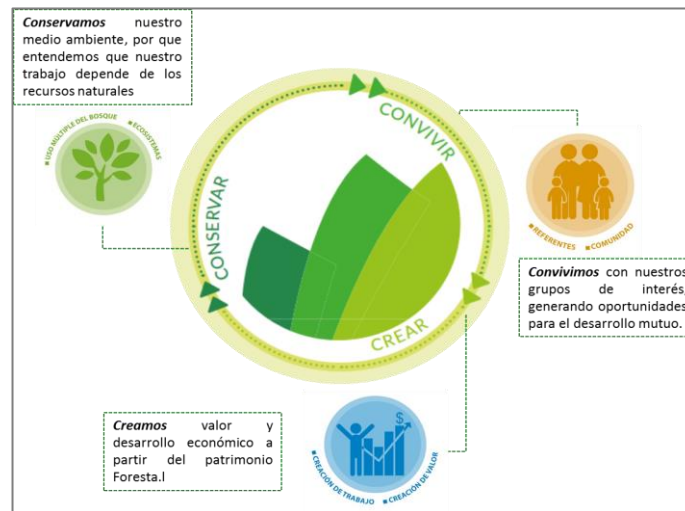 Conservamos nuestro
medio ambiente, por que
entendemos que nuestro
trabajo depende de los
recursos naturales
USO MÚLTIPLE DEL BOSQUE
ECOSISTEMAS
CONSERVAR
CONVIVIR
CREAR
REFERENTES
COMUNIDAD
Convivimos con nuestros
grupos de interés,
generando oportunidades
para el desarrollo mutuo.
Creamos valor y
desarrollo económico a
partir del patrimonio
Foresta.l
$
CREACIÓN DE TRABAJO
CREACIÓN DE VALOR